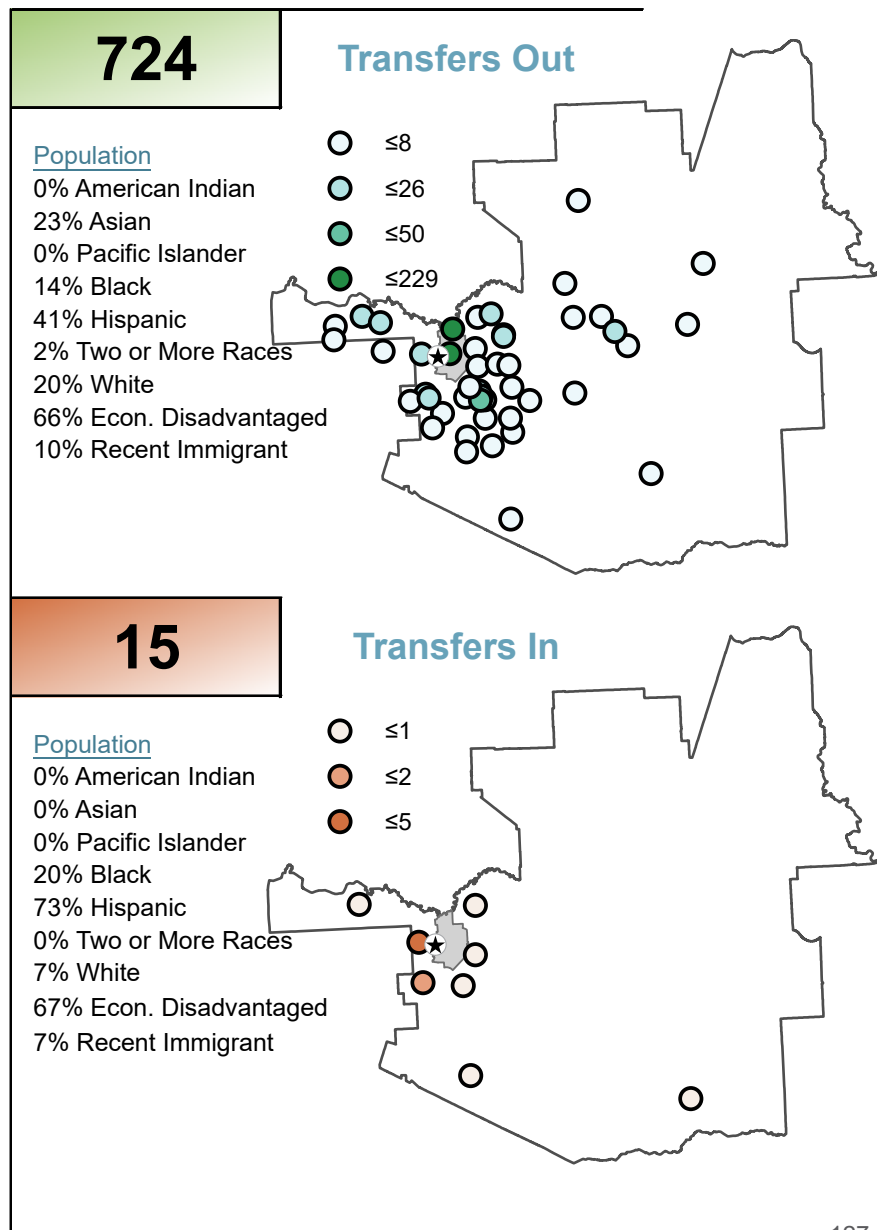 724
Transfers Out
Population
0% American Indian
23% Asian
0% Pacific Islander
14% Black
41% Hispanic
2% Two or More Races
20% White
66% Econ. Disadvantaged
10% Recent Immigrant
≤8
≤26
≤50
≤229
15
Transfers In
Population
0% American Indian
0% Asian
0% Pacific Islander
20% Black
73% Hispanic
0% Two or More Races
7% White
67% Econ. Disadvantaged
7% Recent Immigrant
≤1
≤2
≤5